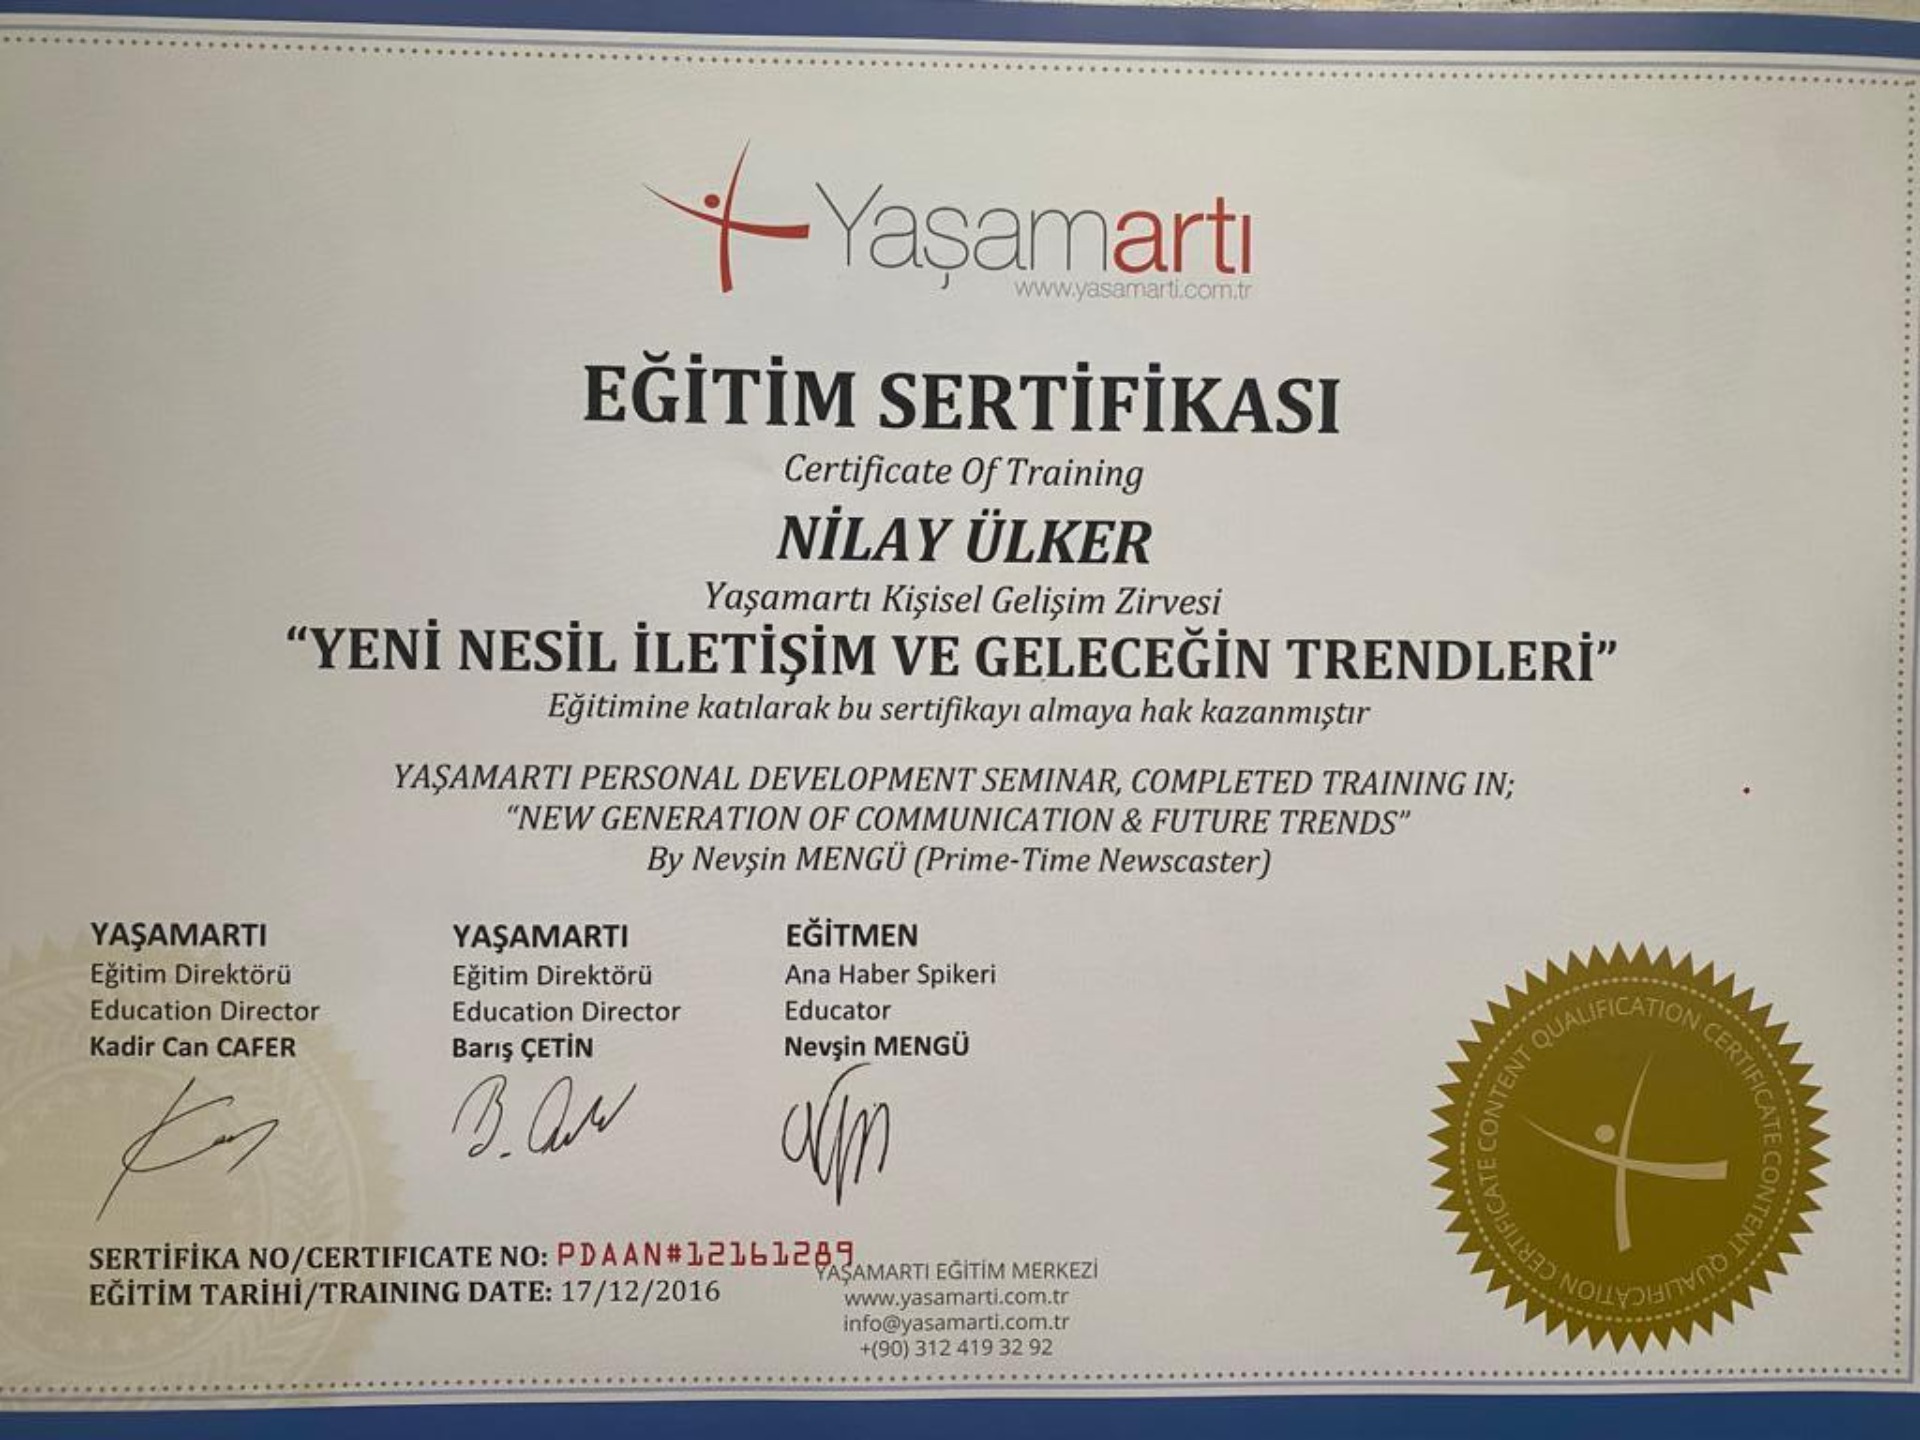 Yaşamartı
www.yasamarti.com.tr
EĞİTİM SERTİFİKASI
Certificate Of Training
NİLAY ÜLKER
Yaşamartı Kişisel Gelişim Zirvesi
“YENİ NESİL İLETİŞİM VE GELECEĞİN TRENDLERİ”
Eğitimine katılarak bu sertifikayı almaya hak kazanmıştır
YAŞAMARTI PERSONAL DEVELOPMENT SEMINAR, COMPLETED TRAINING IN;
“NEW GENERATION OF COMMUNICATION & FUTURE TRENDS”
By Nevşin MENGÜ (Prime-Time Newscaster)
YAŞAMARTI
Eğitim Direktörü
Education Director
Kadir Can CAFER
YAŞAMARTI
Eğitim Direktörü
Education Director
Barış ÇETİN
EĞİTMEN
Ana Haber Spikeri
Educator
Nevşin MENGÜ
SERTİFİKA NO/CERTIFICATE NO: PDAAN#12161289
EĞİTİM TARİHİ/TRAINING DATE: 17/12/2016
YAŞAMARTI EĞİTİM MERKEZİ
www.yasamarti.com.tr
info@yasamarti.com.tr
+(90) 312 419 32 92
CERTIFICATE CONTENT QUALIFICATION CERTIFICATE CONTENT QUALIFICATION